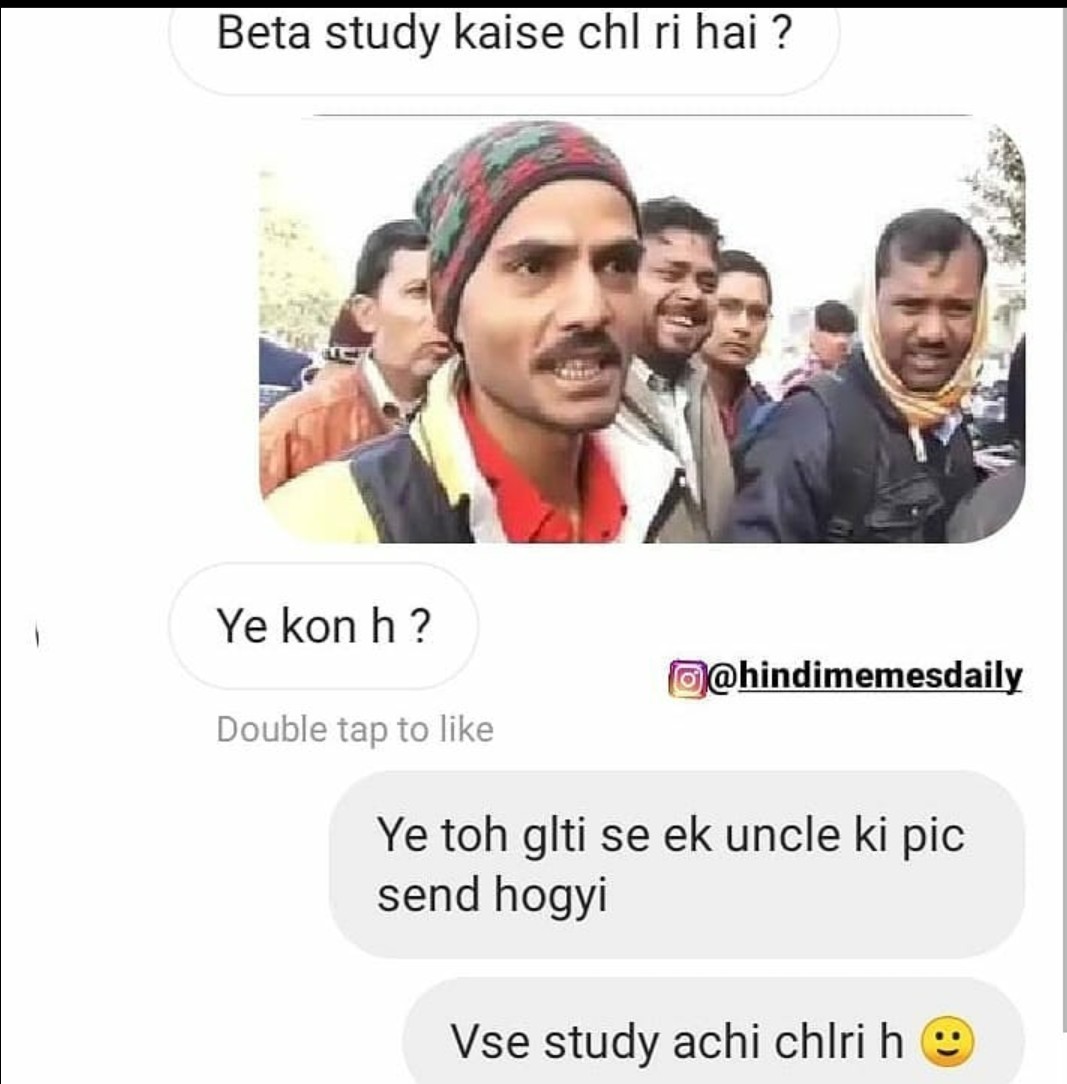 Beta study kaise chl ri hai ?
Ye kon h ?
@hindimemesdaily
Double tap to like
Ye toh glti se ek uncle ki pic
send hogyi
Vse study achi chlri h 🙂